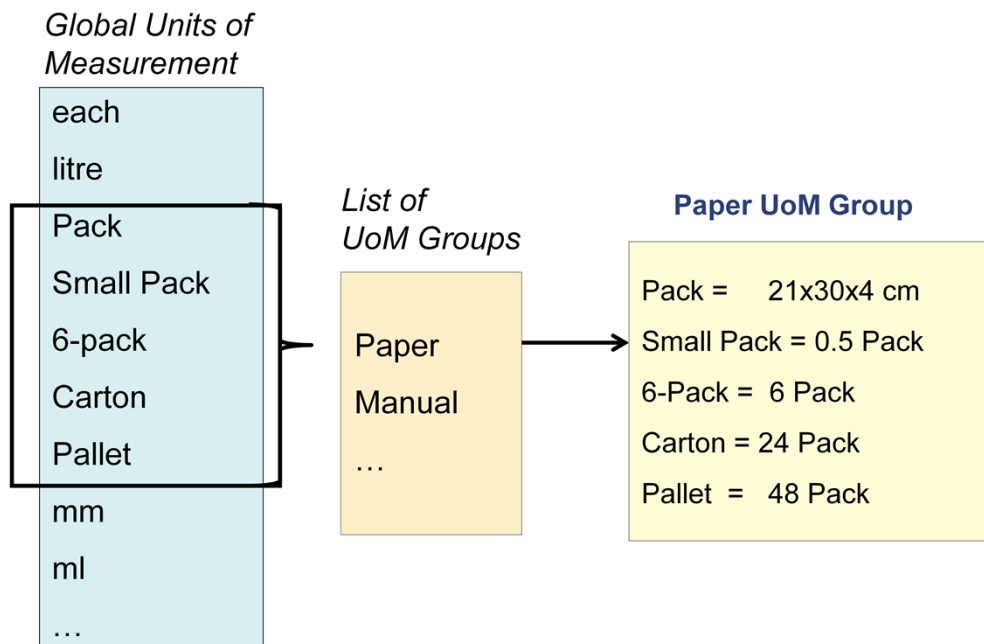 Global Units of
Measurement
each
litre
Pack
Small Pack
6-pack
Carton
Pallet
mm
ml
…
List of
UoM Groups
Paper
Manual
…
Paper UoM Group
Pack = 21x30x4 cm
Small Pack = 0.5 Pack
6-Pack = 6 Pack
Carton = 24 Pack
Pallet = 48 Pack